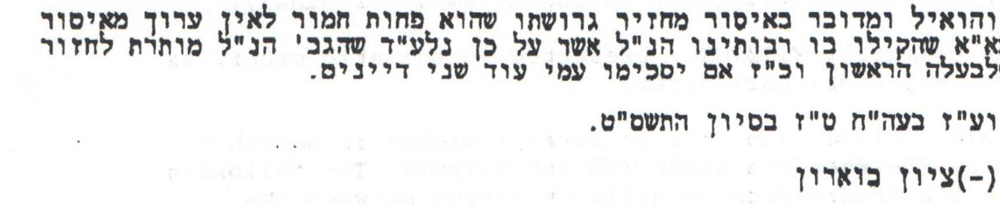 והואיל ומדובר באיסור מחזיר גרושתו שהוא פחות חמור לאין ערוך מאיסור
א"א שהקילו בו רבותינו הנ"ל אשר על כן נלע"ד שהגב' הנ"ל מותרת לחזור
לבעלה הראשון וכ"ז אם יסכימו עמי עוד שני דיינים.
וע"ז בעה"ח ט"ז בסיון התשמ"ט.
(-)ציון בוארון